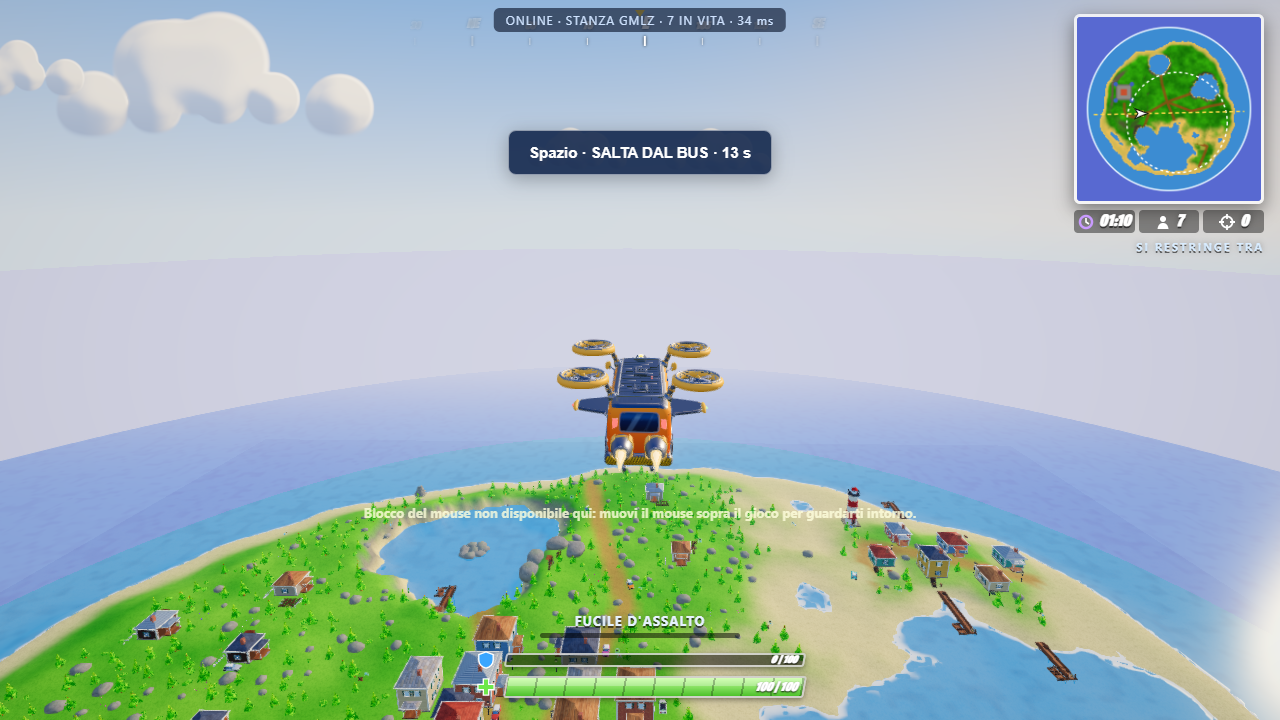 ONLINE · STANZA GMLZ · 7 IN VITA · 34 ms
Spazio · SALTA DAL BUS · 13 s
01:10
7
0
SI RESTRINGE TRA
Blocco del mouse non disponibile qui: muovi il mouse sopra il gioco per guardarti intorno.
FUCILE D'ASSALTO
0/100
100/100